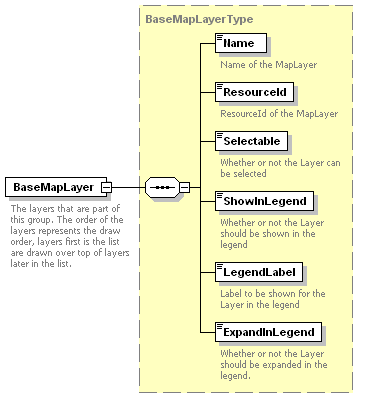 BaseMapLayerType
Name
Name of the MapLayer
ResourceId
ResourceId of the MapLayer
Selectable
Whether or not the Layer can
be selected
BaseMapLayer
The layers that are part of
this group. The order of the
layers represents the draw
order, layers first is the list
are drawn over top of layers
later in the list.
ShowInLegend
Whether or not the Layer
should be shown in the
legend
LegendLabel
Label to be shown for the
Layer in the legend
ExpandInLegend
Whether or not the Layer
should be expanded in the
legend.